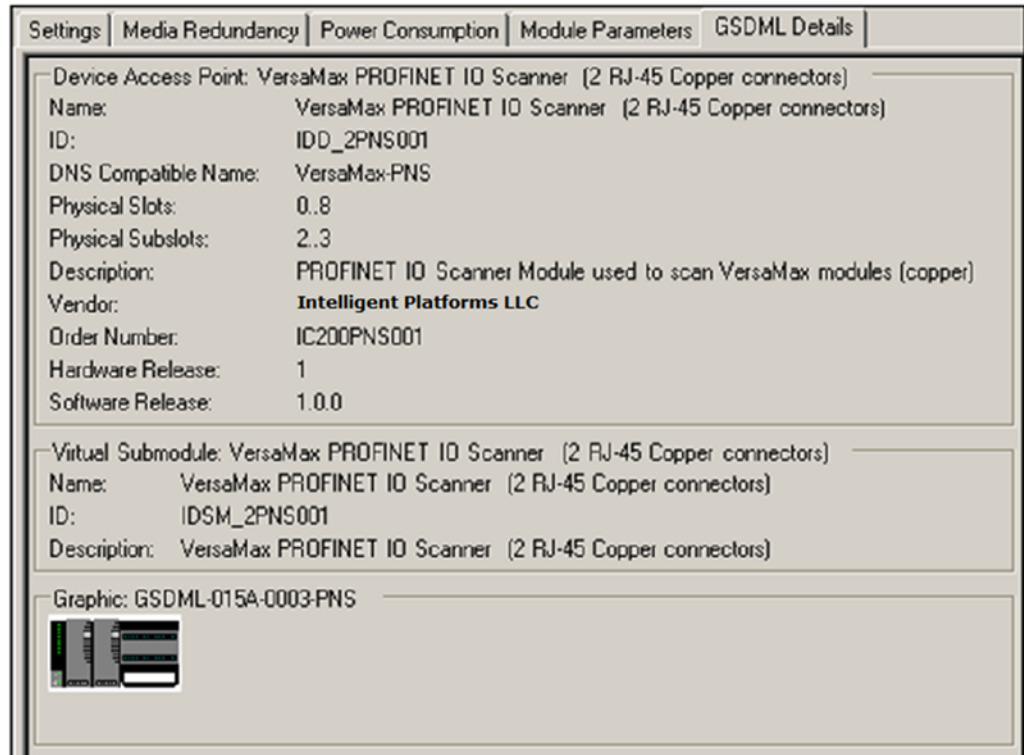 Settings Media Redundancy Power Consumption Module Parameters GSDML Details
Device Access Point: VersaMax PROFINET IO Scanner (2 RJ-45 Copper connectors)
Name: VersaMax PROFINET IO Scanner (2 RJ-45 Copper connectors)
ID: IDD_2PNS001
DNS Compatible Name: VersaMax-PNS
Physical Slots: 0..8
Physical Subslots: 2..3
Description: PROFINET IO Scanner Module used to scan VersaMax modules (copper)
Vendor: Intelligent Platforms LLC
Order Number: IC200PNS001
Hardware Release: 1
Software Release: 1.0.0
Virtual Submodule: VersaMax PROFINET IO Scanner (2 RJ-45 Copper connectors)
Name: VersaMax PROFINET IO Scanner (2 RJ-45 Copper connectors)
ID: IDSM_2PNS001
Description: VersaMax PROFINET IO Scanner (2 RJ-45 Copper connectors)
Graphic: GSDML-015A-0003-PNS